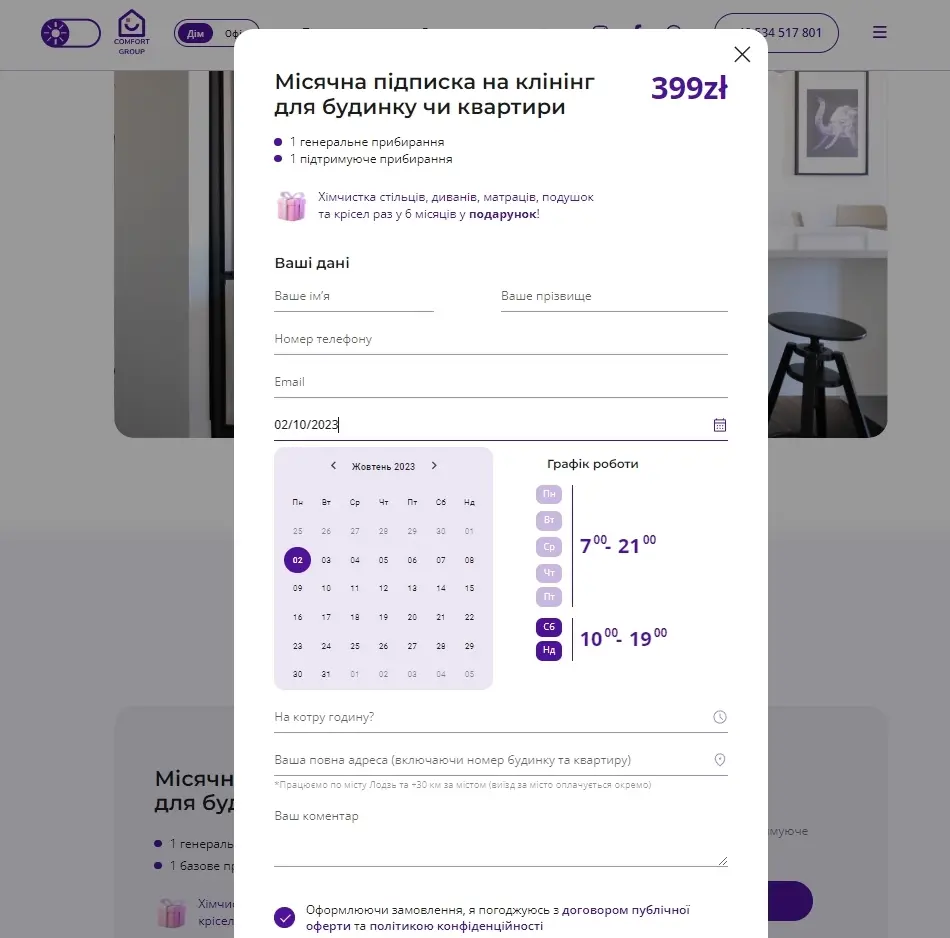 COMFORT
GROUP
Дім
534 517 801
Місячна підписка на клінінг
для будинку чи квартири
399zł
1 генеральне прибирання
1 підтримуюче прибирання
Хімчистка стільців, диванів, матраців, подушок
та крісел раз у 6 місяців у подарунок!
Ваші дані
Ваше ім'я
Ваше прізвище
Номер телефону
Email
02/10/2023
Жовтень 2023
Пн Вт Ср Чт Пт Сб Нд
25 26 27 28 29 30 01
02 03 04 05 06 07 08
09 10 11 12 13 14 15
16 17 18 19 20 21 22
23 24 25 26 27 28 29
30 31 01 02 03 04 05
Графік роботи
Пн
Вт
Ср
Чт
Пт
7 00 - 21 00
Сб
Нд
10 00 - 19 00
На котру годину?
Ваша повна адреса (включаючи номер будинку та квартиру)
*Працюємо по місту Лодзь та +30 км за містом (виїзд за місто оплачується окремо)
Ваш коментар
Оформлюючи замовлення, я погоджуюсь з договором публічної
оферти та політикою конфіденційності
Місячн
для буд
1 генераль
1 базове пр
Хімчи
крісел